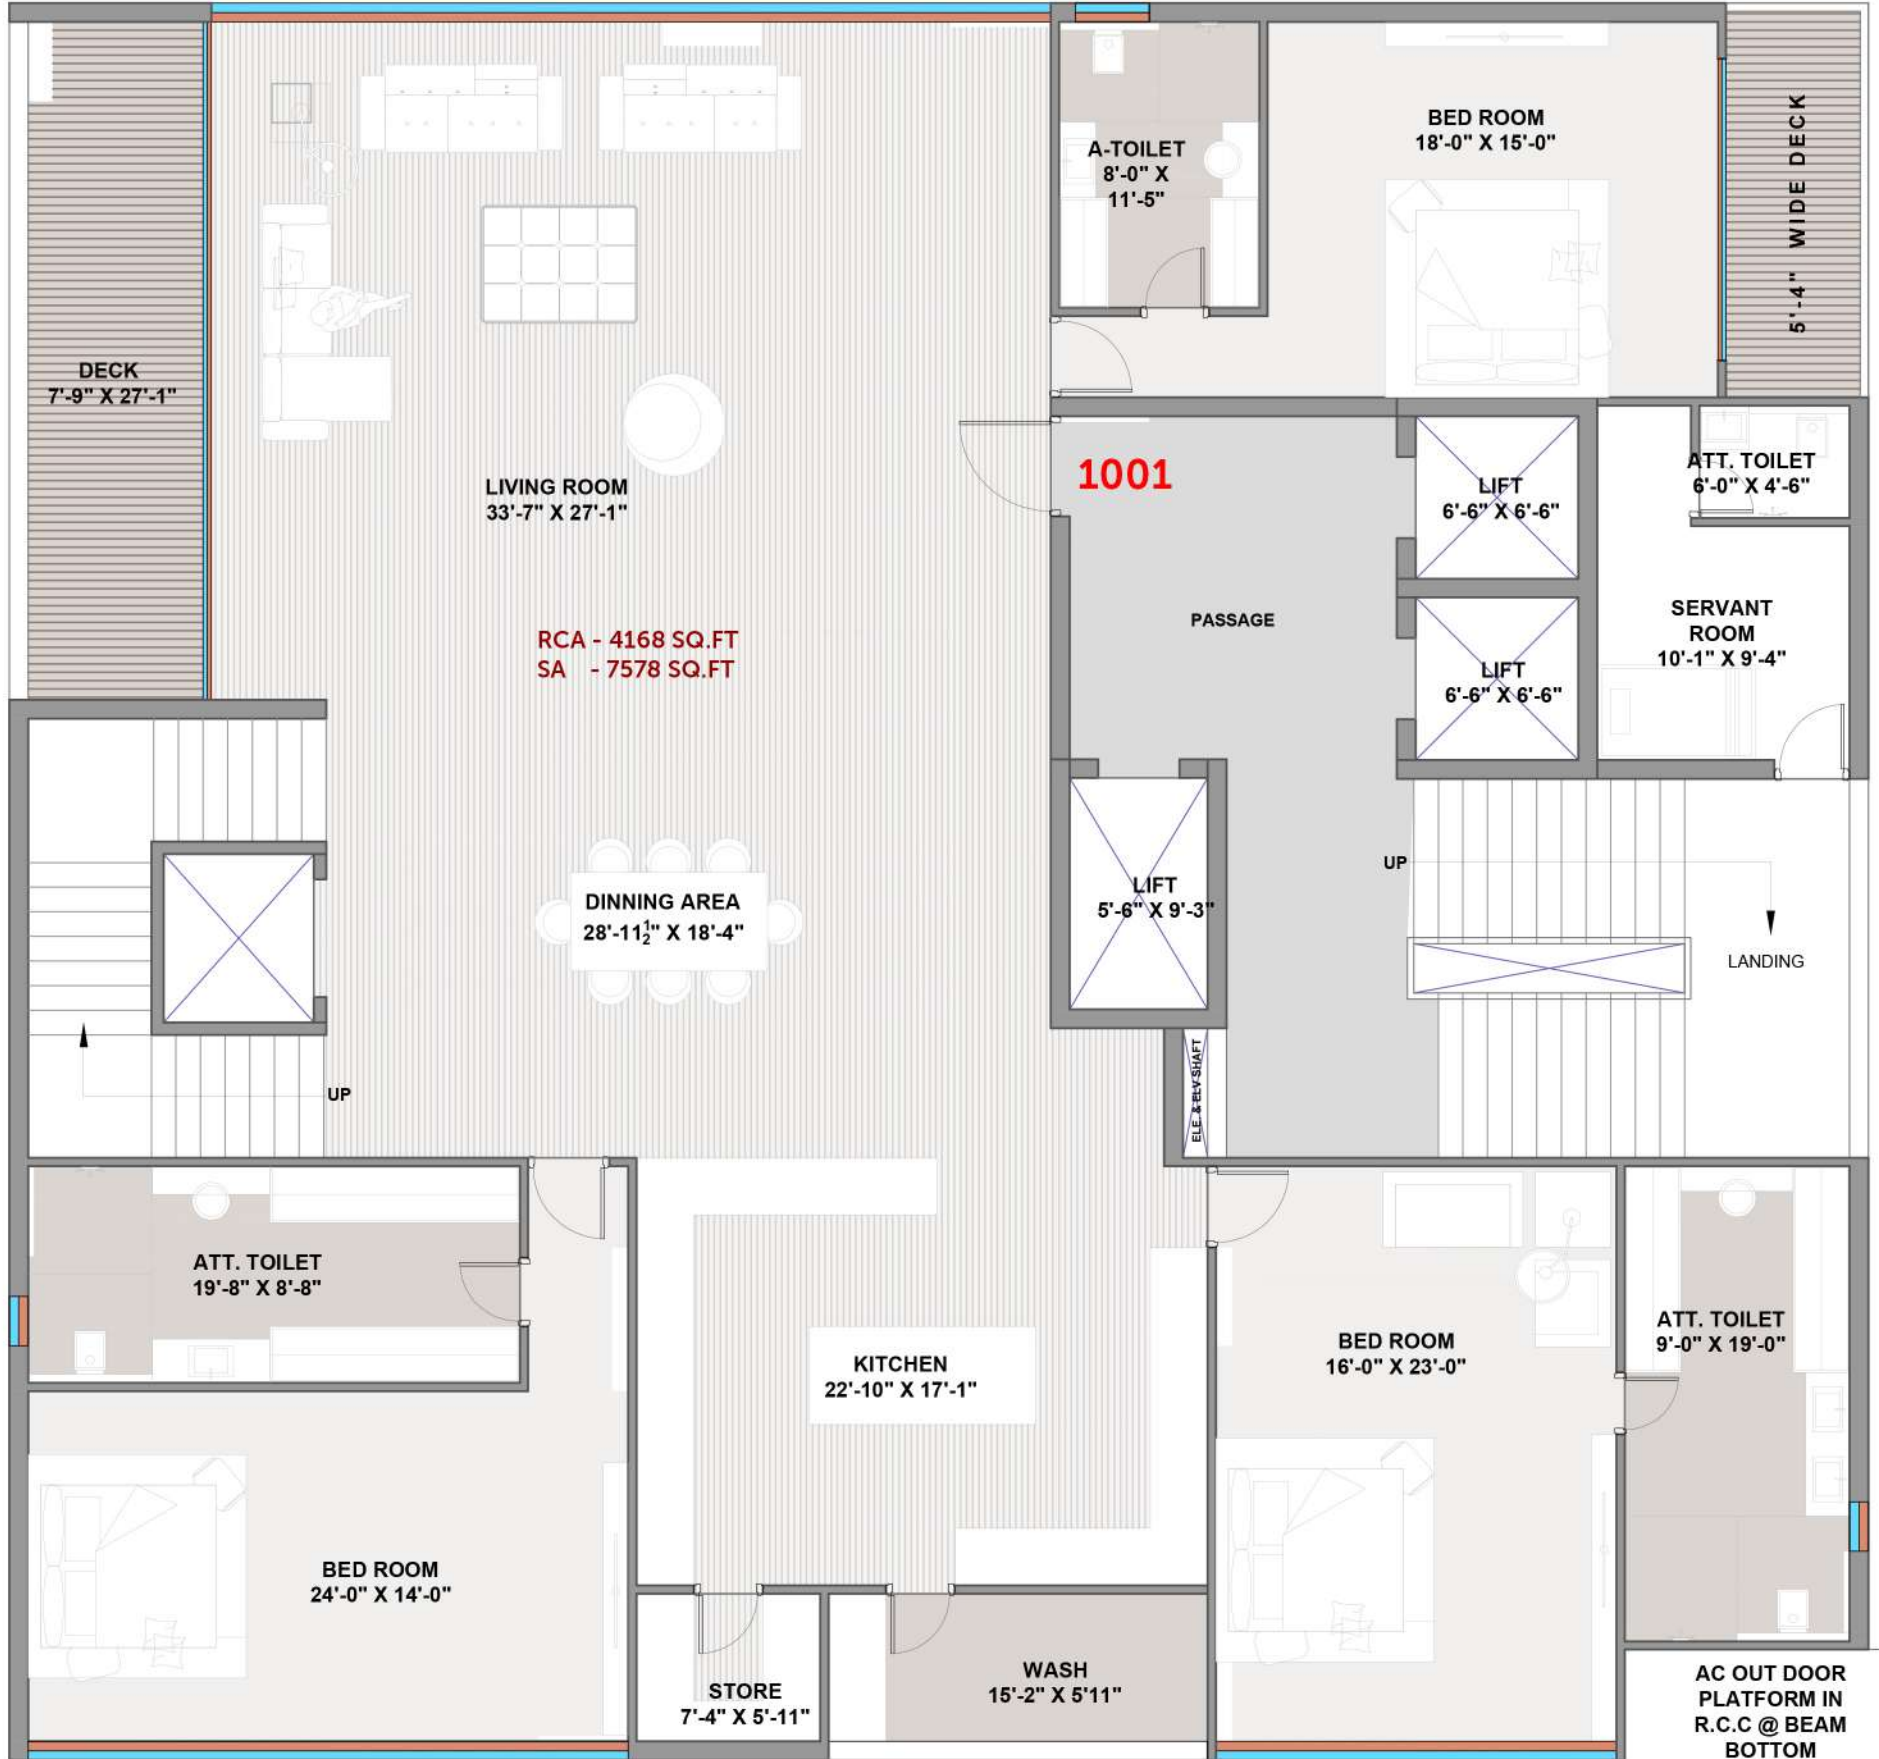 BED ROOM
18'-0" X 15'-0"
A-TOILET
8'-0" X
11'-5"
5'-4" WIDE DECK
DECK
7'-9" X 27'-1"
LIVING ROOM
33'-7" X 27'-1"
1001
LIFT
6'-6" X 6'-6"
ATT. TOILET
6'-0" X 4'-6"
RCA - 4168 SQ.FT
SA - 7578 SQ.FT
PASSAGE
SERVANT
ROOM
10'-1" X 9'-4"
LIFT
6'-6" X 6'-6"
DINNING AREA
28'-11½" X 18'-4"
LIFT
5'-6" X 9'-3"
UP
LANDING
ELE. & ELV SHAFT
UP
ATT. TOILET
19'-8" X 8'-8"
KITCHEN
22'-10" X 17'-1"
BED ROOM
16'-0" X 23'-0"
ATT. TOILET
9'-0" X 19'-0"
BED ROOM
24'-0" X 14'-0"
STORE
7'-4" X 5'-11"
WASH
15'-2" X 5'11"
AC OUT DOOR
PLATFORM IN
R.C.C @ BEAM
BOTTOM